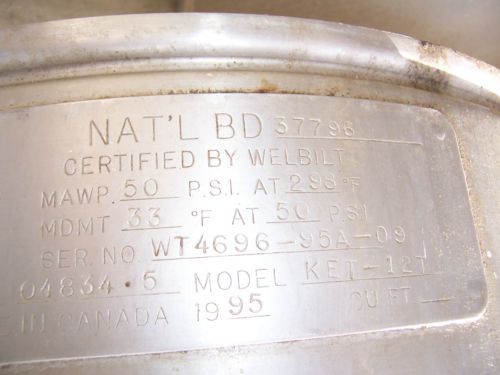 NAT'L BD 37796
CERTIFIED BY WELBILT
MAWP. 50 P.S.I. AT 298 °F
MDMT 33 °F AT 50 PSI
SER. NO. WT4696-95A-09
04834.5 MODEL KET-12T
IN CANADA 1995 CU FT